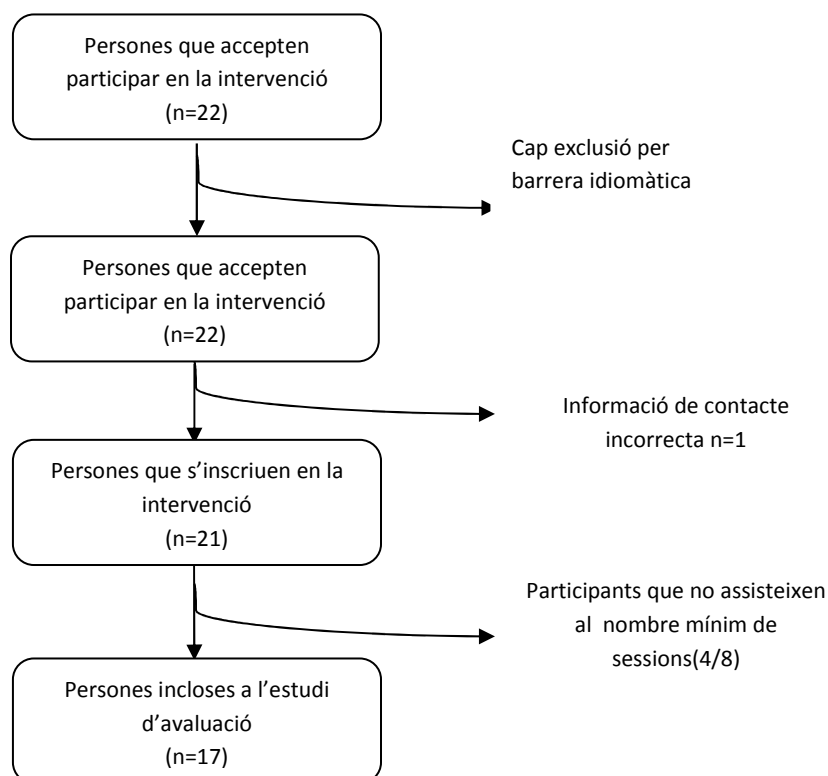 Persones que accepten
participar en la intervenció
(n=22)
Cap exclusió per
barrera idiomàtica
Persones que accepten
participar en la intervenció
(n=22)
Informació de contacte
incorrecta n=1
Persones que s’inscriuen en la
intervenció
(n=21)
Participants que no assisteixen
al nombre mínim de
sessions(4/8)
Persones incloses a l’estudi
d’avaluació
(n=17)